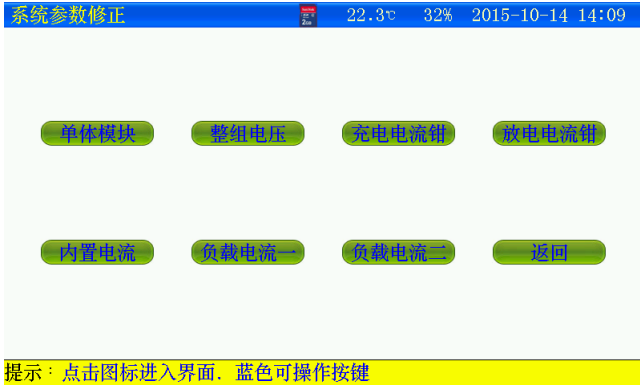 系统参数修正 22.3℃ 32% 2015-10-14 14:09
单体模块 整组电压 充电电流钳 放电电流钳
内置电流 负载电流一 负载电流二 返回
提示：点击图标进入界面．蓝色可操作按键